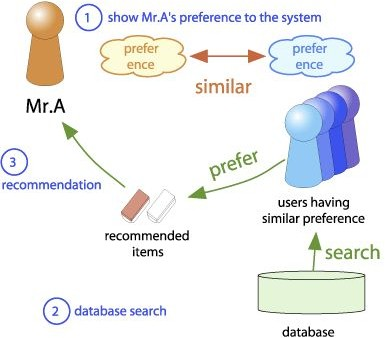 1 show Mr.A's preference to the system
prefer
ence
prefer
ence
similar
Mr.A
3
recommendation
prefer
users having
similar preference
recommended
items
search
2 database search
database